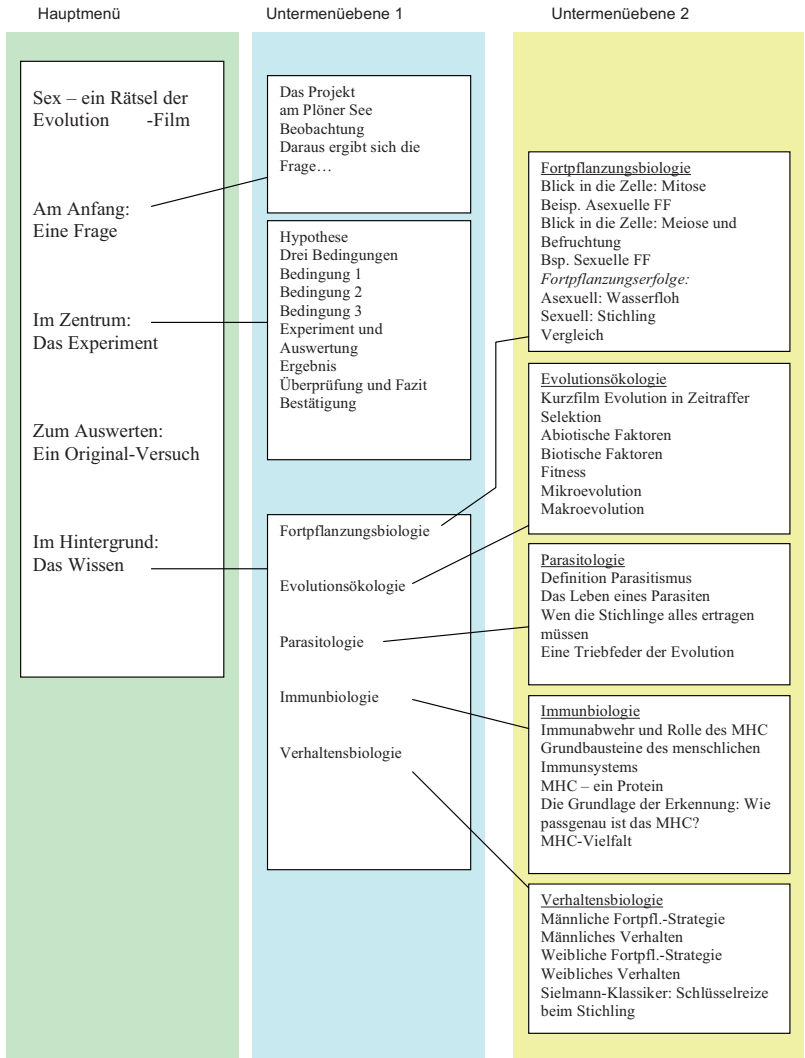 Hauptmenü
Untermenüebene 1
Untermenüebene 2
Sex – ein Rätsel der
Evolution -Film
Am Anfang:
Eine Frage
Im Zentrum:
Das Experiment
Zum Auswerten:
Ein Original-Versuch
Im Hintergrund:
Das Wissen
Das Projekt
am Plöner See
Beobachtung
Daraus ergibt sich die
Frage…
Hypothese
Drei Bedingungen
Bedingung 1
Bedingung 2
Bedingung 3
Experiment und
Auswertung
Ergebnis
Überprüfung und Fazit
Bestätigung
Fortpflanzungsbiologie
Evolutionsökologie
Parasitologie
Immunbiologie
Verhaltensbiologie
Fortpflanzungsbiologie
Blick in die Zelle: Mitose
Beisp. Asexuelle FF
Blick in die Zelle: Meiose und
Befruchtung
Bsp. Sexuelle FF
Fortpflanzungserfolge:
Asexuell: Wasserfloh
Sexuell: Stichling
Vergleich
Evolutionsökologie
Kurzfilm Evolution in Zeitraffer
Selektion
Abiotische Faktoren
Biotische Faktoren
Fitness
Mikroevolution
Makroevolution
Parasitologie
Definition Parasitismus
Das Leben eines Parasiten
Wen die Stichlinge alles ertragen
müssen
Eine Triebfeder der Evolution
Immunbiologie
Immunabwehr und Rolle des MHC
Grundbausteine des menschlichen
Immunsystems
MHC – ein Protein
Die Grundlage der Erkennung: Wie
passgenau ist das MHC?
MHC-Vielfalt
Verhaltensbiologie
Männliche Fortpfl.-Strategie
Männliches Verhalten
Weibliche Fortpfl.-Strategie
Weibliches Verhalten
Sielmann-Klassiker: Schlüsselreize
beim Stichling